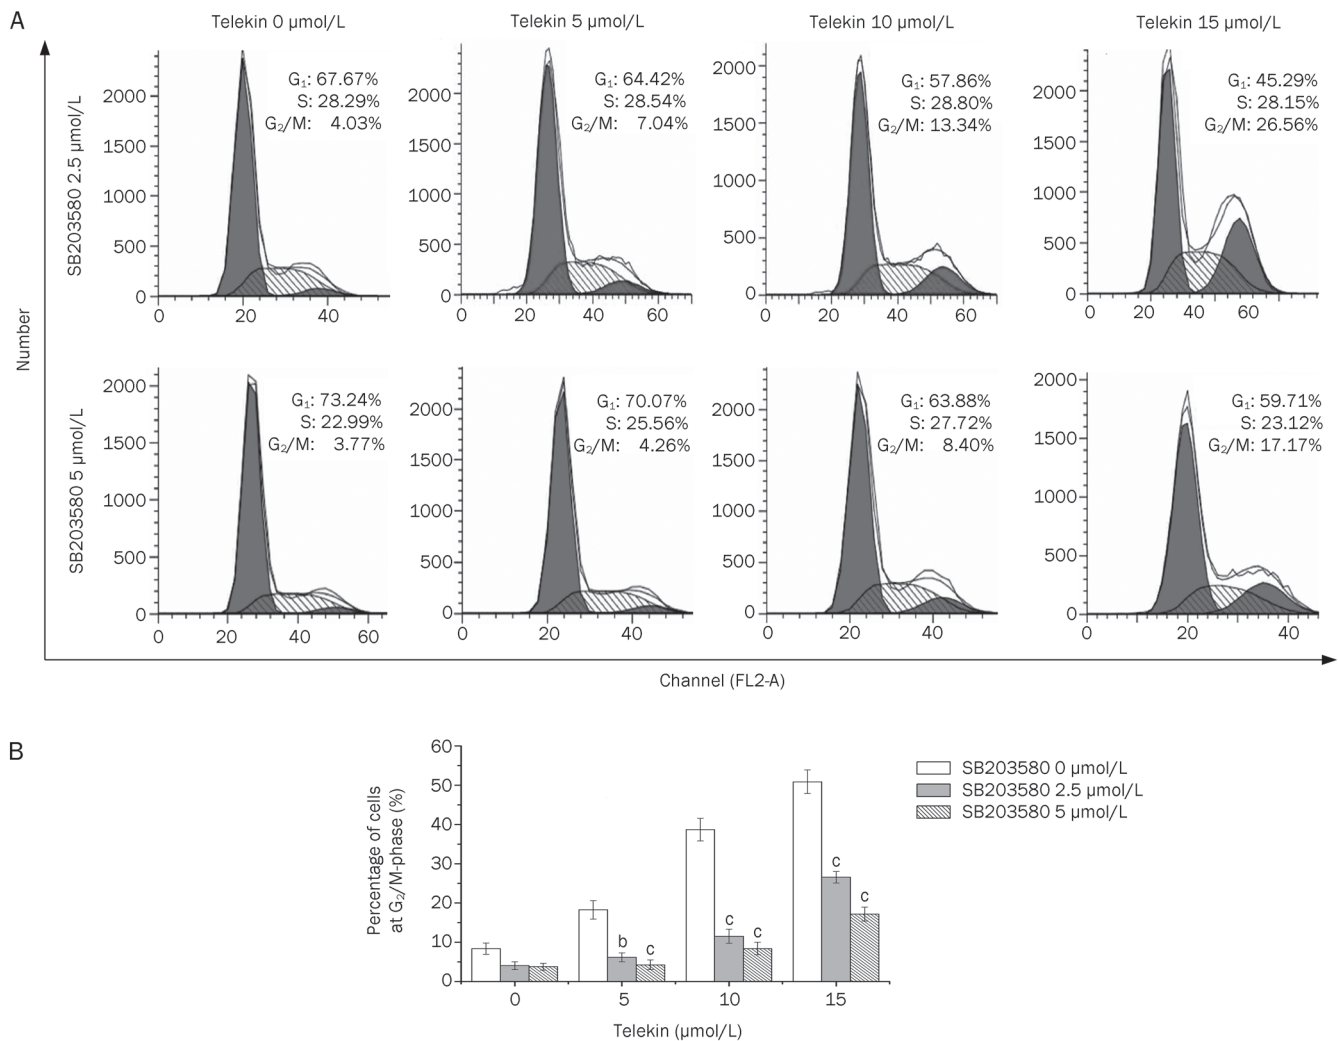 A
Telekin 0 µmol/L
Telekin 5 µmol/L
Telekin 10 µmol/L
Telekin 15 µmol/L
Number
SB203580 2.5 µmol/L
2000
1500
1000
500
0
0 20 40
G₁: 67.67%
S: 28.29%
G₂/M: 4.03%
2000
1500
1000
500
0
0 20 40 60
G₁: 64.42%
S: 28.54%
G₂/M: 7.04%
2000
1500
1000
500
0
0 20 40 60
G₁: 57.86%
S: 28.80%
G₂/M: 13.34%
2000
1500
1000
500
0
0 20 40 60
G₁: 45.29%
S: 28.15%
G₂/M: 26.56%
SB203580 5 µmol/L
2000
1500
1000
500
0
0 20 40 60
G₁: 73.24%
S: 22.99%
G₂/M: 3.77%
2000
1500
1000
500
0
0 20 40
G₁: 70.07%
S: 25.56%
G₂/M: 4.26%
2000
1500
1000
500
0
0 20 40
G₁: 63.88%
S: 27.72%
G₂/M: 8.40%
2000
1500
1000
500
0
0 20 40
G₁: 59.71%
S: 23.12%
G₂/M: 17.17%
Channel (FL2-A)
B
Percentage of cells
at G₂/M-phase (%)
60
50
40
30
20
10
0
b
c
c
c
c
c
0 5 10 15
Telekin (µmol/L)
SB203580 0 µmol/L
SB203580 2.5 µmol/L
SB203580 5 µmol/L